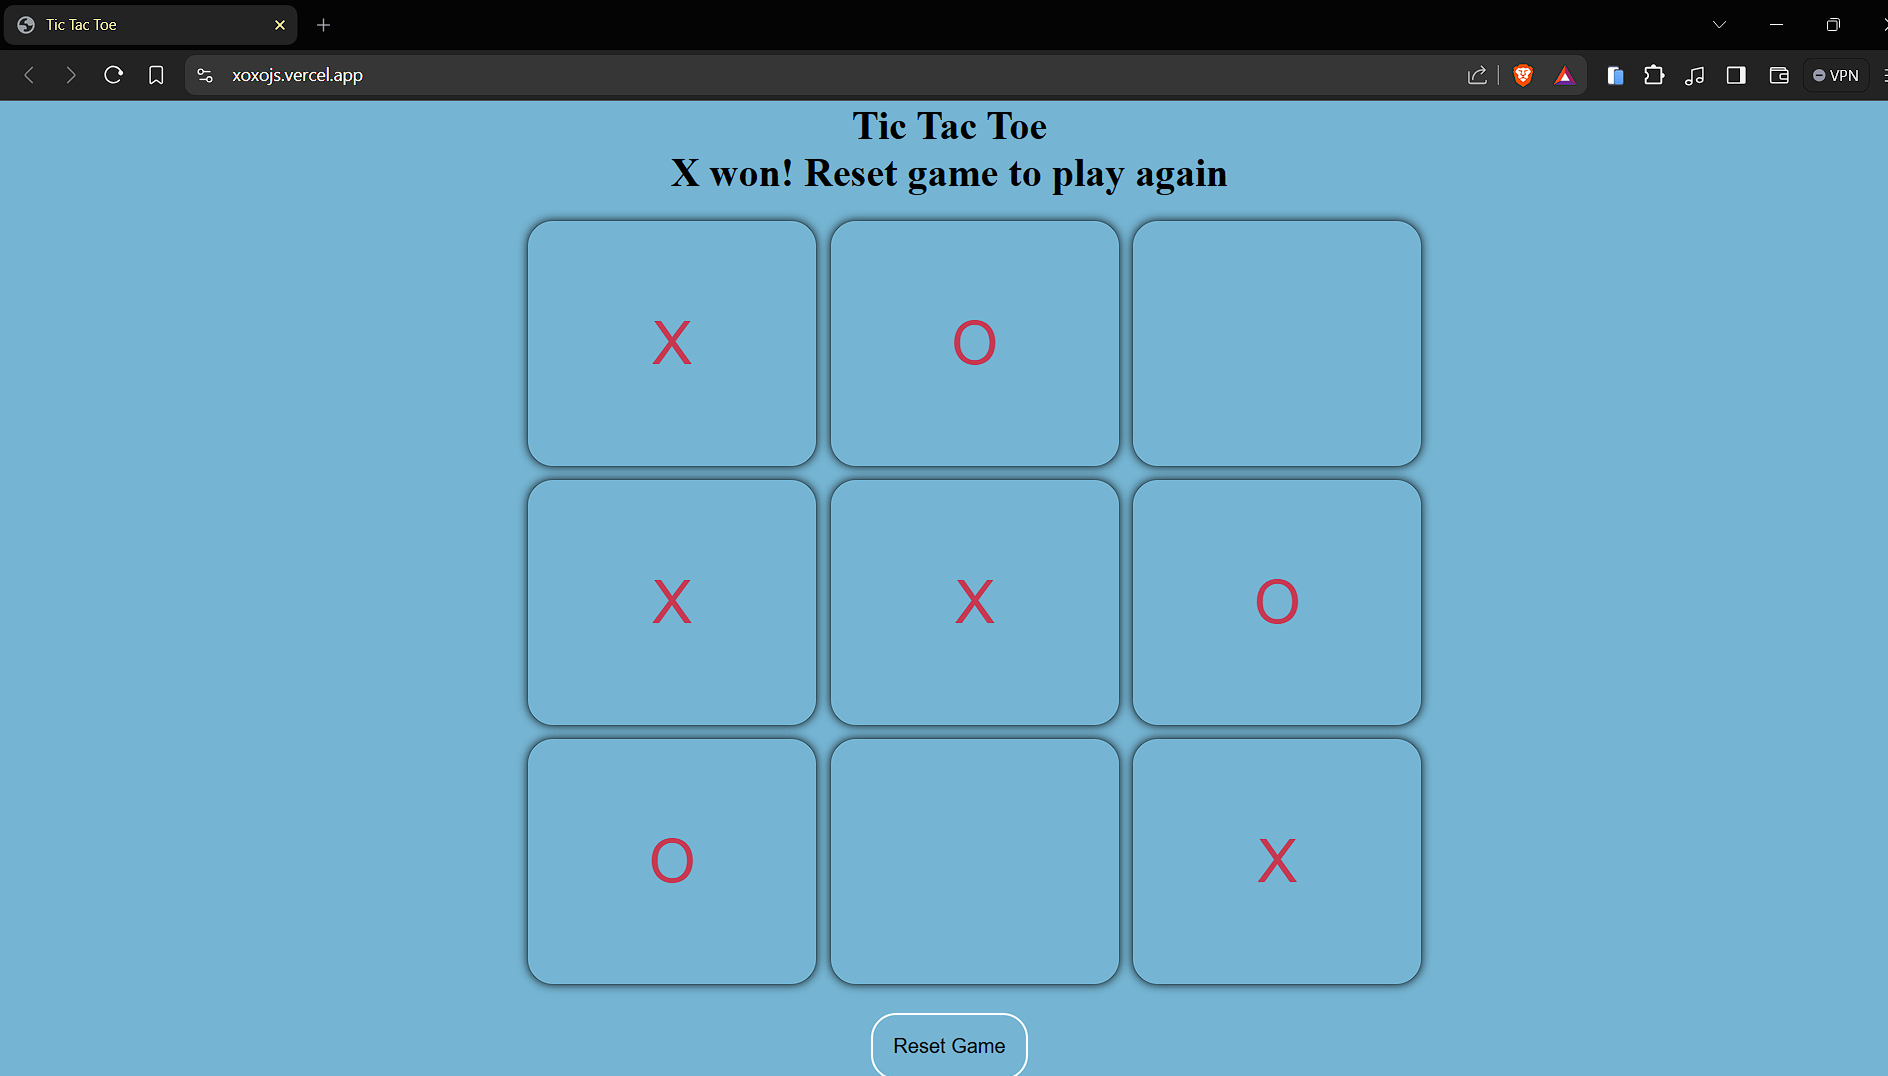 Tic Tac Toe
xoxojs.vercel.app
VPN
Tic Tac Toe
X won! Reset game to play again
X O
X X O
O X
Reset Game